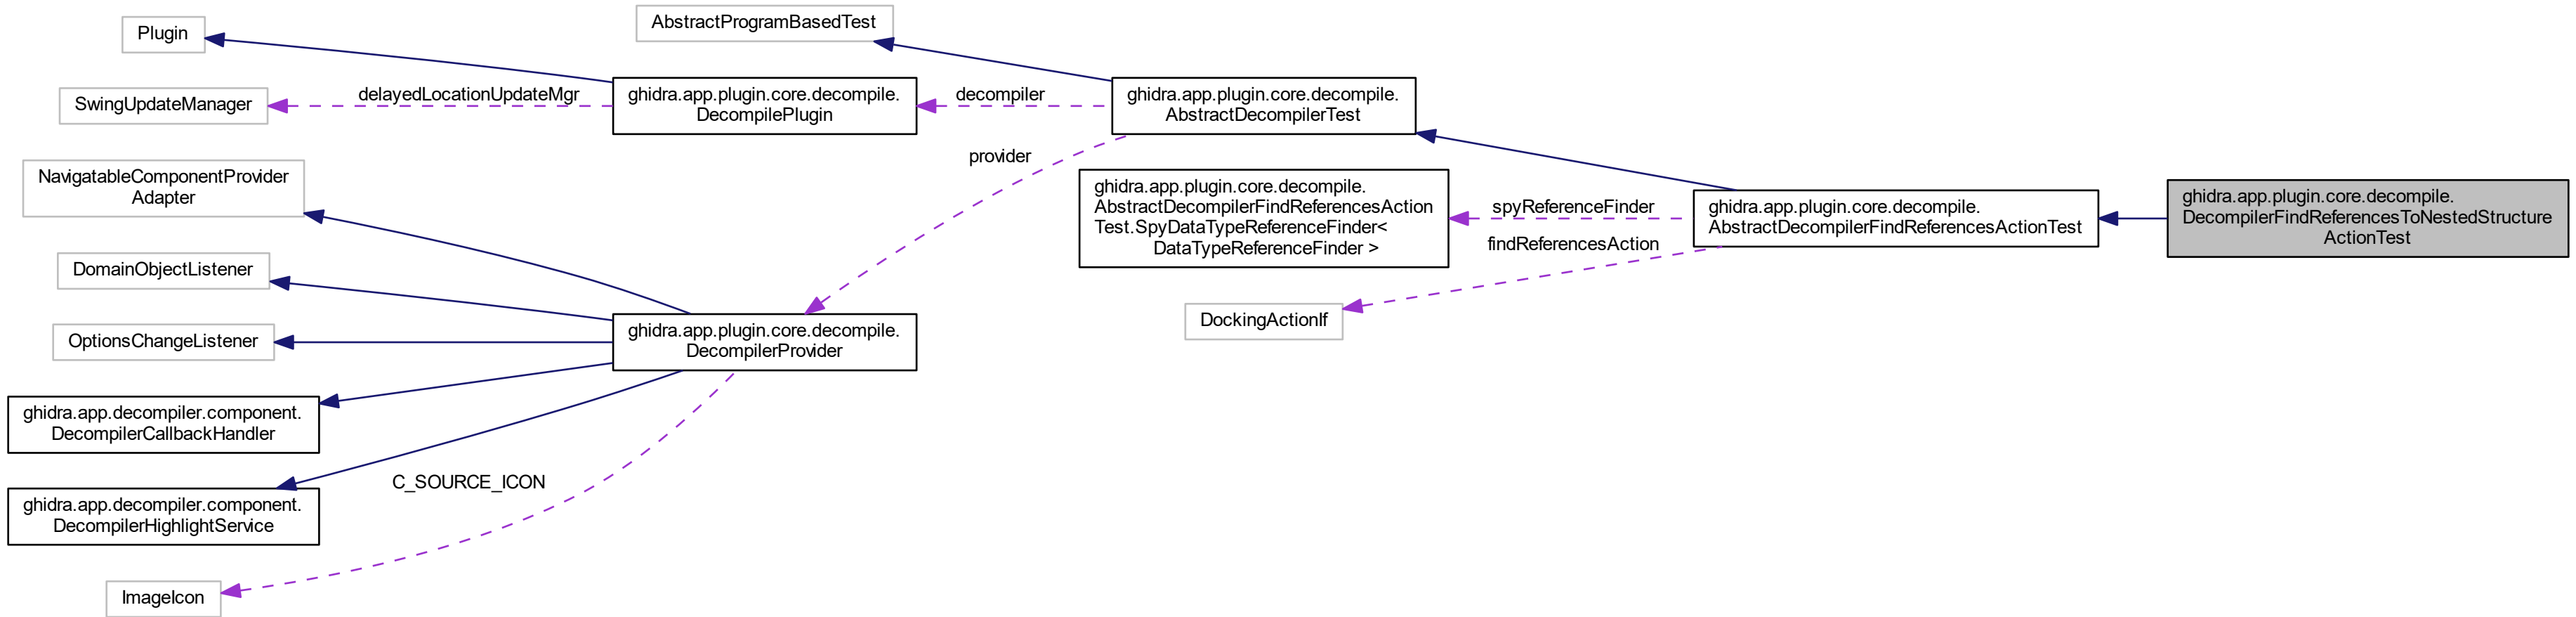 Plugin
AbstractProgramBasedTest
SwingUpdateManager
delayedLocationUpdateMgr
ghidra.app.plugin.core.decompile.
DecompilePlugin
decompiler
ghidra.app.plugin.core.decompile.
AbstractDecompilerTest
provider
NavigatableComponentProvider
Adapter
ghidra.app.plugin.core.decompile.
AbstractDecompilerFindReferencesAction
Test.SpyDataTypeReferenceFinder<
DataTypeReferenceFinder >
spyReferenceFinder
findReferencesAction
ghidra.app.plugin.core.decompile.
AbstractDecompilerFindReferencesActionTest
ghidra.app.plugin.core.decompile.
DecompilerFindReferencesToNestedStructure
ActionTest
DomainObjectListener
DockingActionIf
OptionsChangeListener
ghidra.app.plugin.core.decompile.
DecompilerProvider
ghidra.app.decompiler.component.
DecompilerCallbackHandler
C_SOURCE_ICON
ghidra.app.decompiler.component.
DecompilerHighlightService
ImageIcon